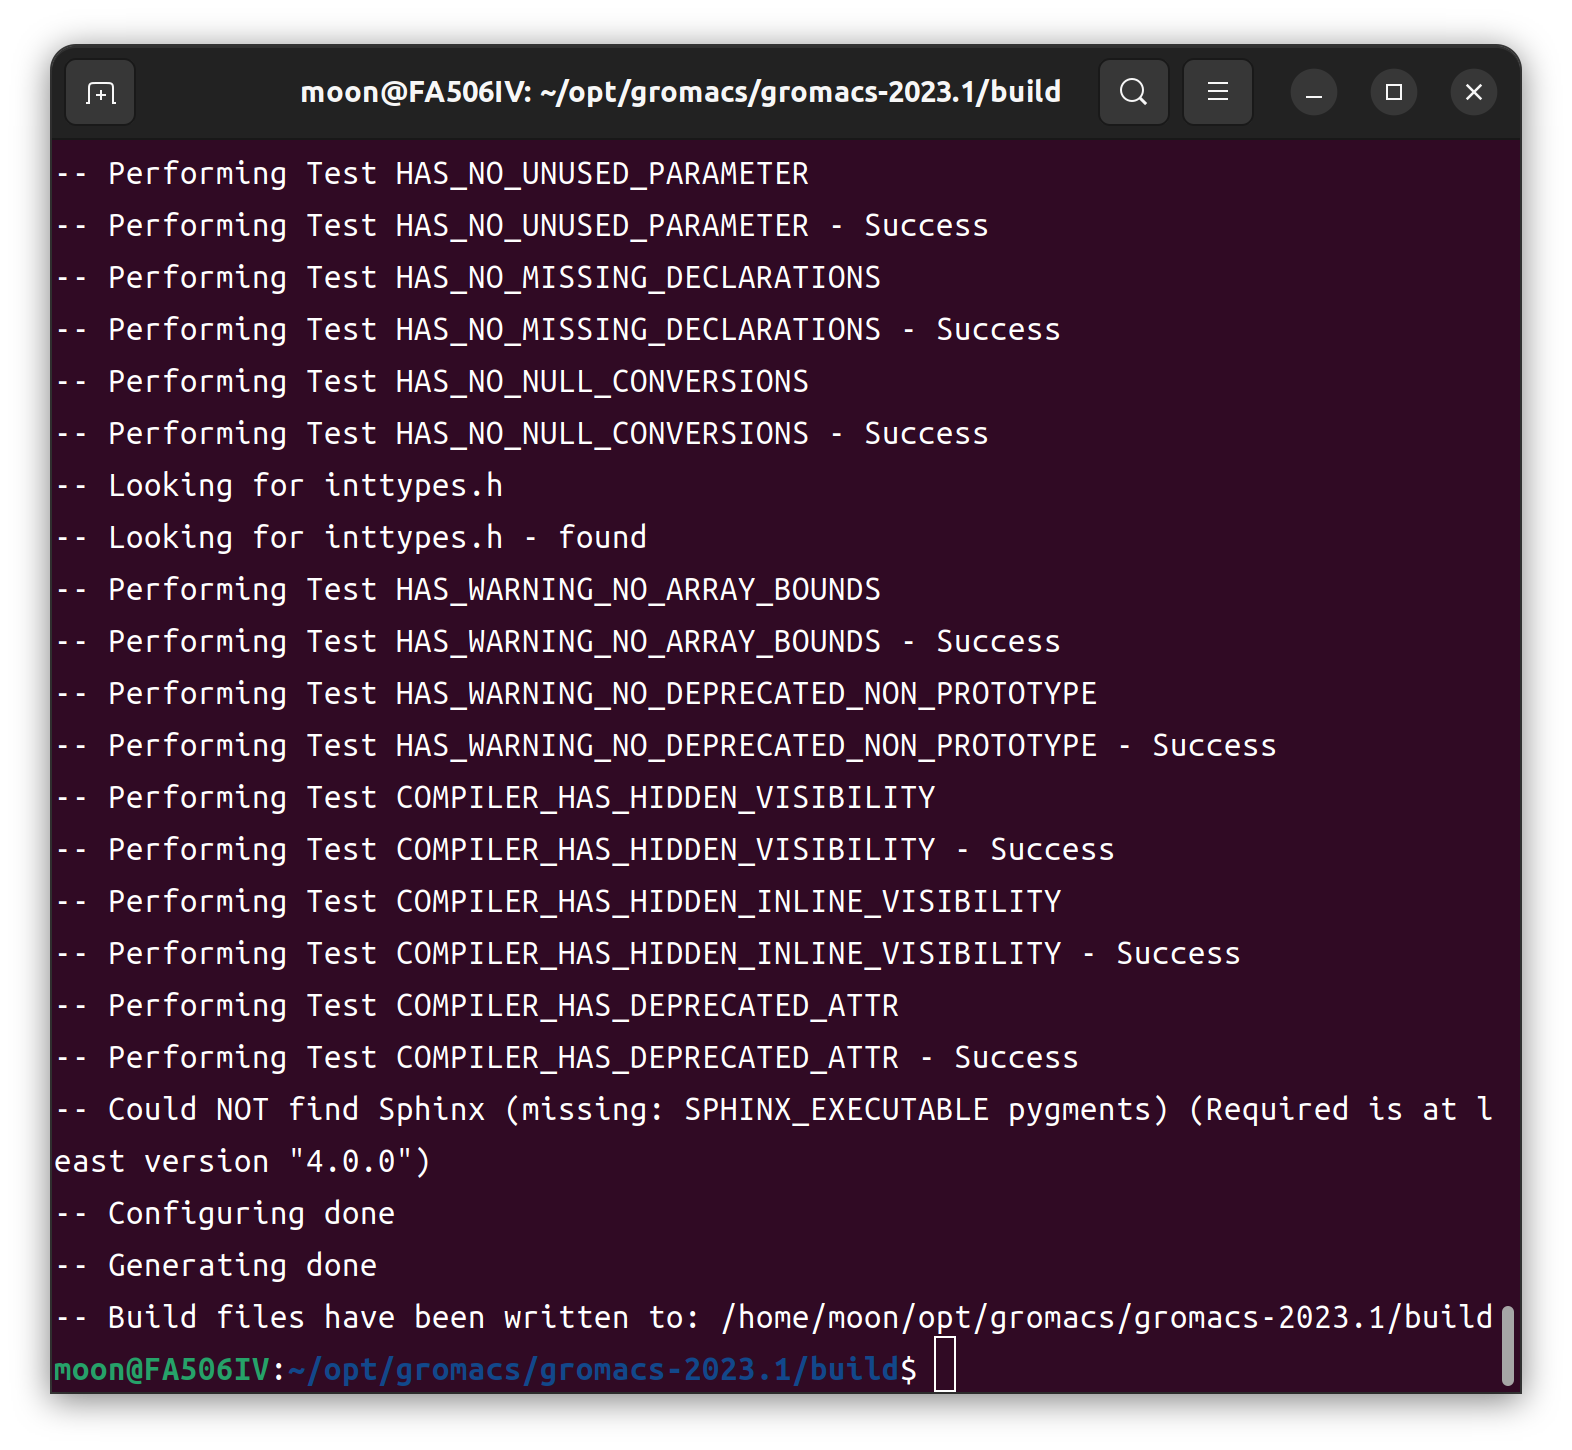 moon@FA506IV: ~/opt/gromacs/gromacs-2023.1/build
-- Performing Test HAS_NO_UNUSED_PARAMETER
-- Performing Test HAS_NO_UNUSED_PARAMETER - Success
-- Performing Test HAS_NO_MISSING_DECLARATIONS
-- Performing Test HAS_NO_MISSING_DECLARATIONS - Success
-- Performing Test HAS_NO_NULL_CONVERSIONS
-- Performing Test HAS_NO_NULL_CONVERSIONS - Success
-- Looking for inttypes.h
-- Looking for inttypes.h - found
-- Performing Test HAS_WARNING_NO_ARRAY_BOUNDS
-- Performing Test HAS_WARNING_NO_ARRAY_BOUNDS - Success
-- Performing Test HAS_WARNING_NO_DEPRECATED_NON_PROTOTYPE
-- Performing Test HAS_WARNING_NO_DEPRECATED_NON_PROTOTYPE - Success
-- Performing Test COMPILER_HAS_HIDDEN_VISIBILITY
-- Performing Test COMPILER_HAS_HIDDEN_VISIBILITY - Success
-- Performing Test COMPILER_HAS_HIDDEN_INLINE_VISIBILITY
-- Performing Test COMPILER_HAS_HIDDEN_INLINE_VISIBILITY - Success
-- Performing Test COMPILER_HAS_DEPRECATED_ATTR
-- Performing Test COMPILER_HAS_DEPRECATED_ATTR - Success
-- Could NOT find Sphinx (missing: SPHINX_EXECUTABLE pygments) (Required is at l
east version "4.0.0")
-- Configuring done
-- Generating done
-- Build files have been written to: /home/moon/opt/gromacs/gromacs-2023.1/build
moon@FA506IV:~/opt/gromacs/gromacs-2023.1/build$